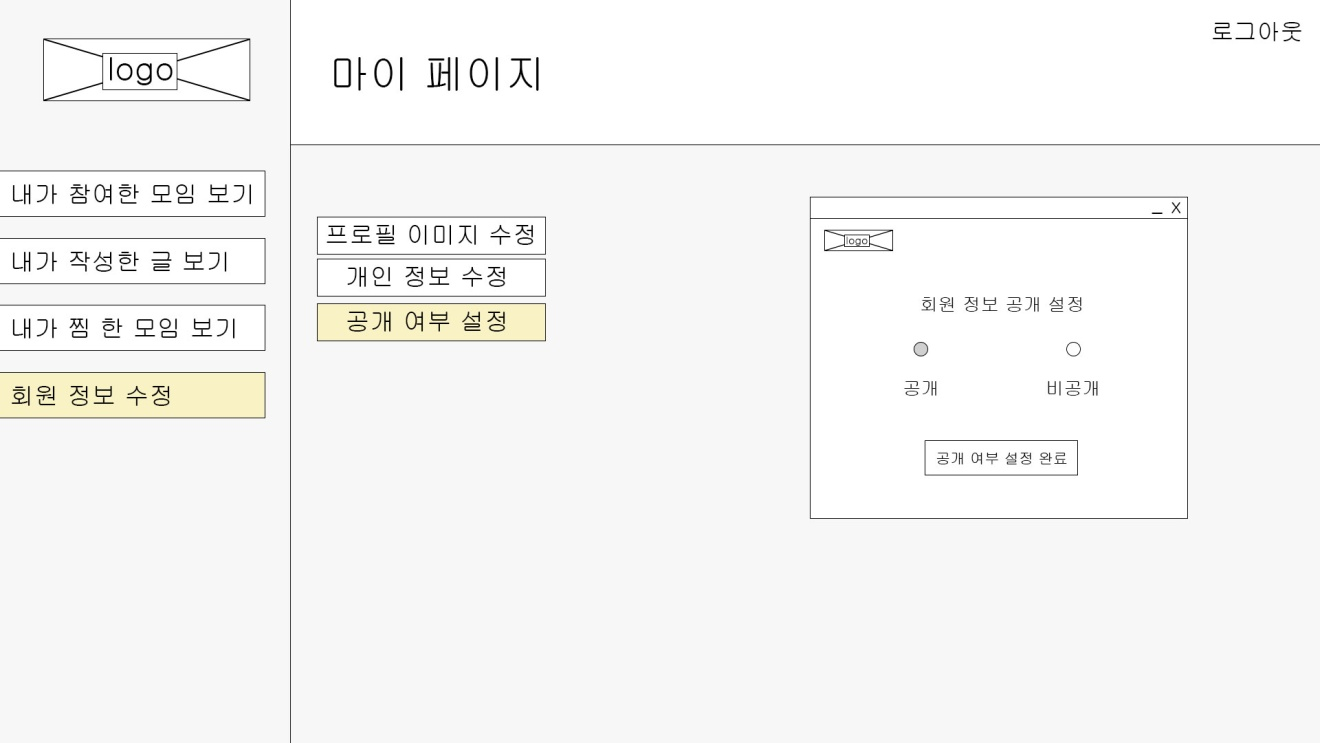 logo
로그아웃
마이 페이지
내가 참여한 모임 보기
내가 작성한 글 보기
내가 찜 한 모임 보기
회원 정보 수정
프로필 이미지 수정
개인 정보 수정
공개 여부 설정
_ X
logo
회원 정보 공개 설정
공개 비공개
공개 여부 설정 완료